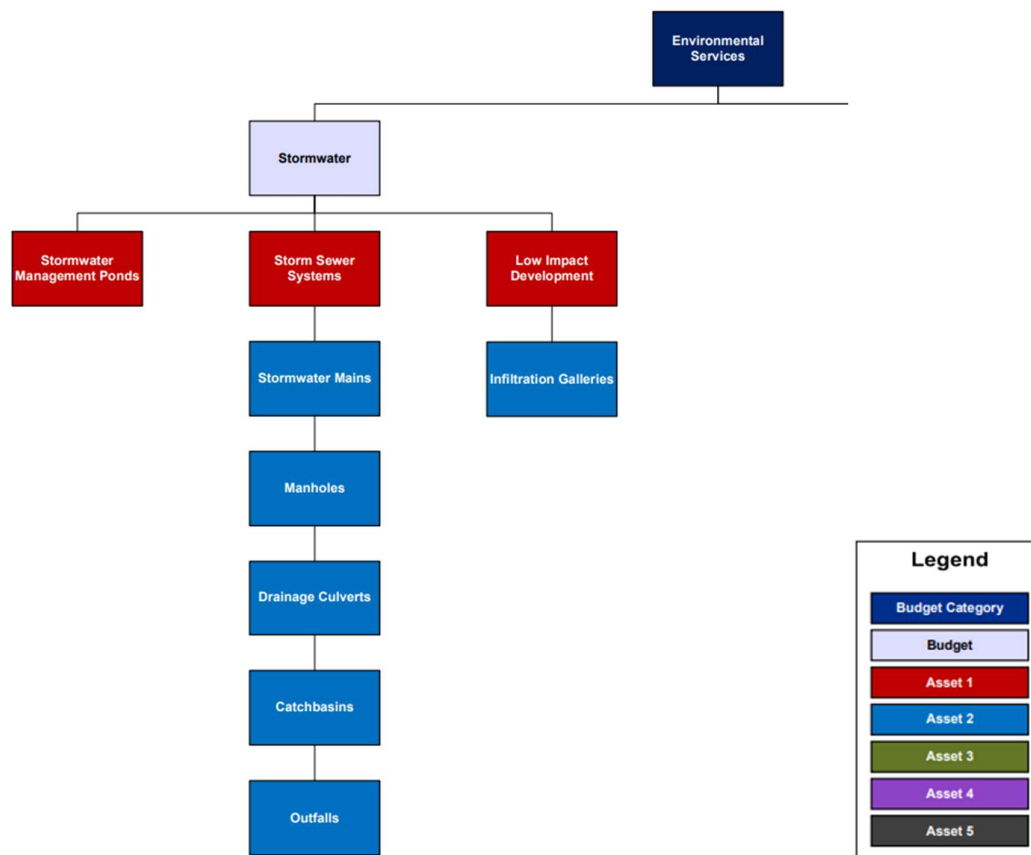 Environmental
Services
Stormwater
Stormwater
Management Ponds
Storm Sewer
Systems
Low Impact
Development
Stormwater Mains
Infiltration Galleries
Manholes
Drainage Culverts
Catchbasins
Outfalls
Legend
Budget Category
Budget
Asset 1
Asset 2
Asset 3
Asset 4
Asset 5